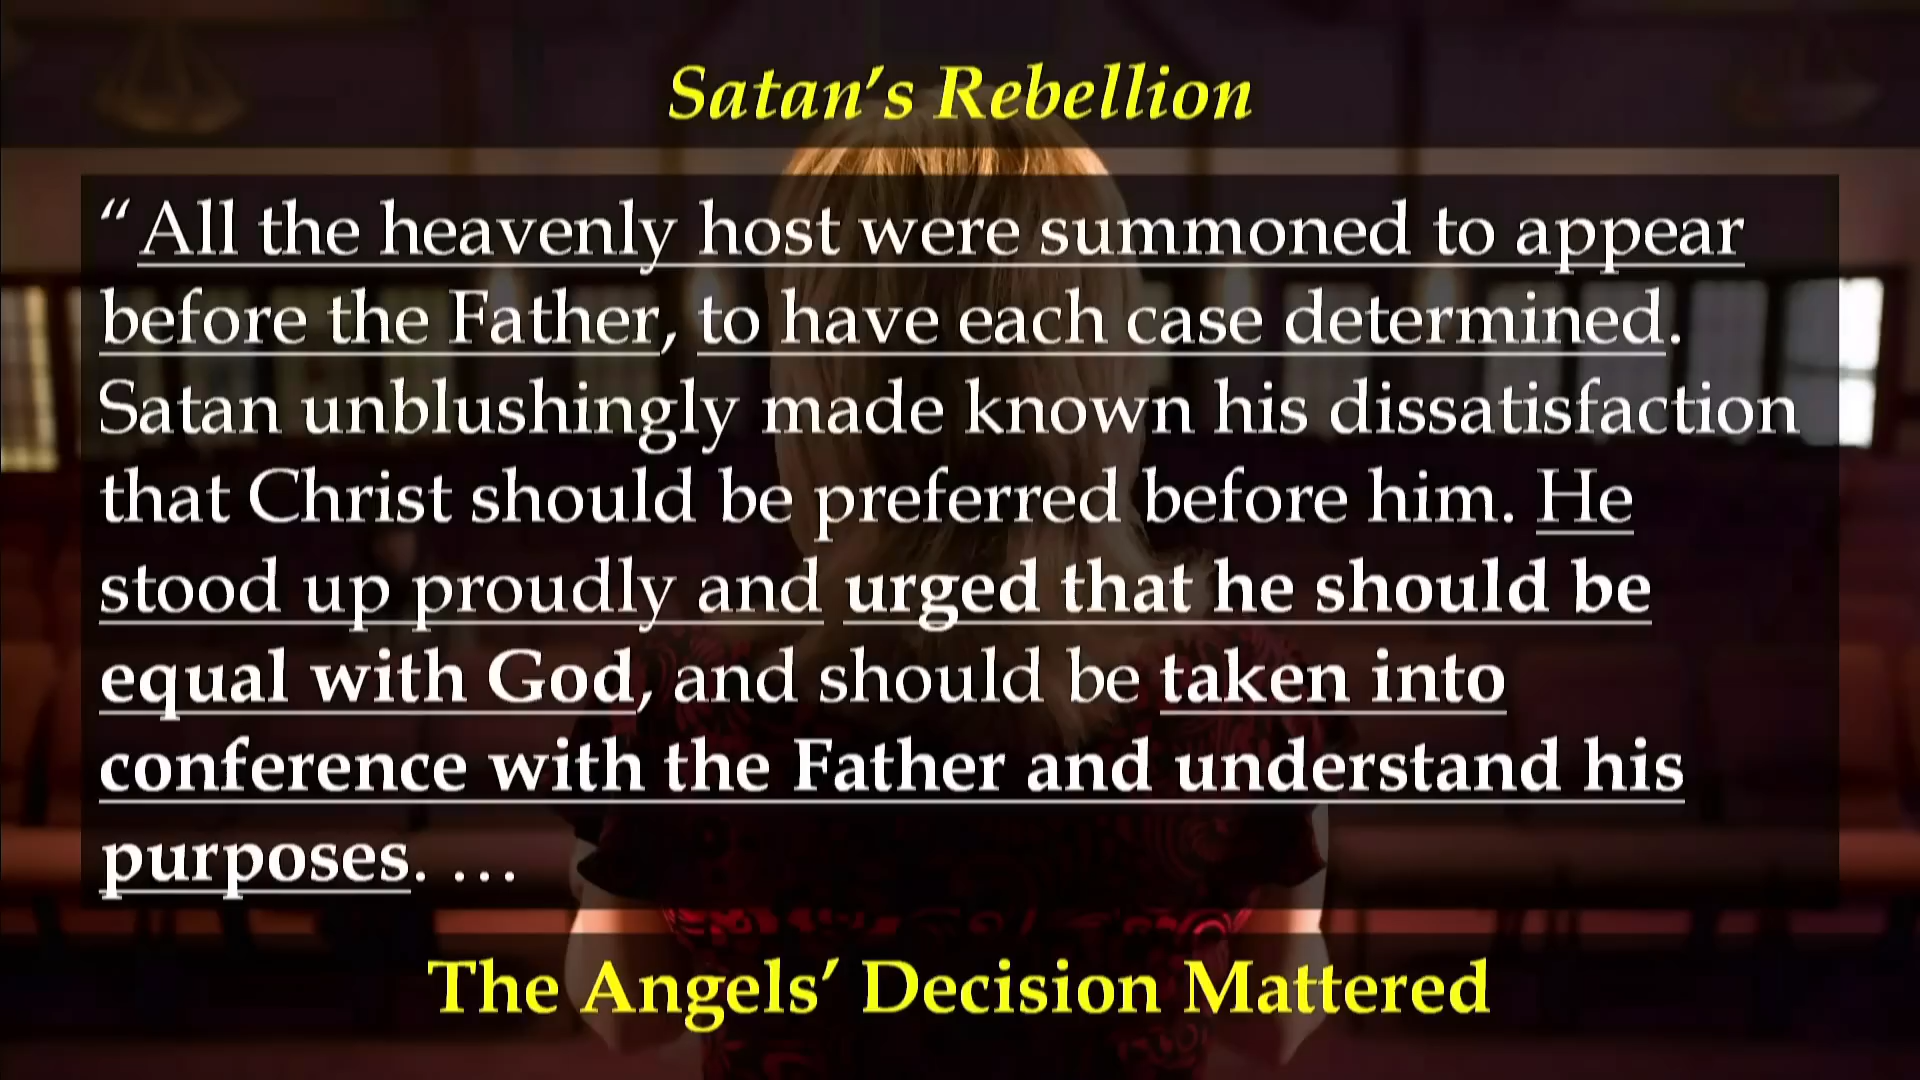 Satan’s Rebellion
“All the heavenly host were summoned to appear
before the Father, to have each case determined.
Satan unblushingly made known his dissatisfaction
that Christ should be preferred before him. He
stood up proudly and urged that he should be
equal with God, and should be taken into
conference with the Father and understand his
purposes. …
The Angels’ Decision Mattered